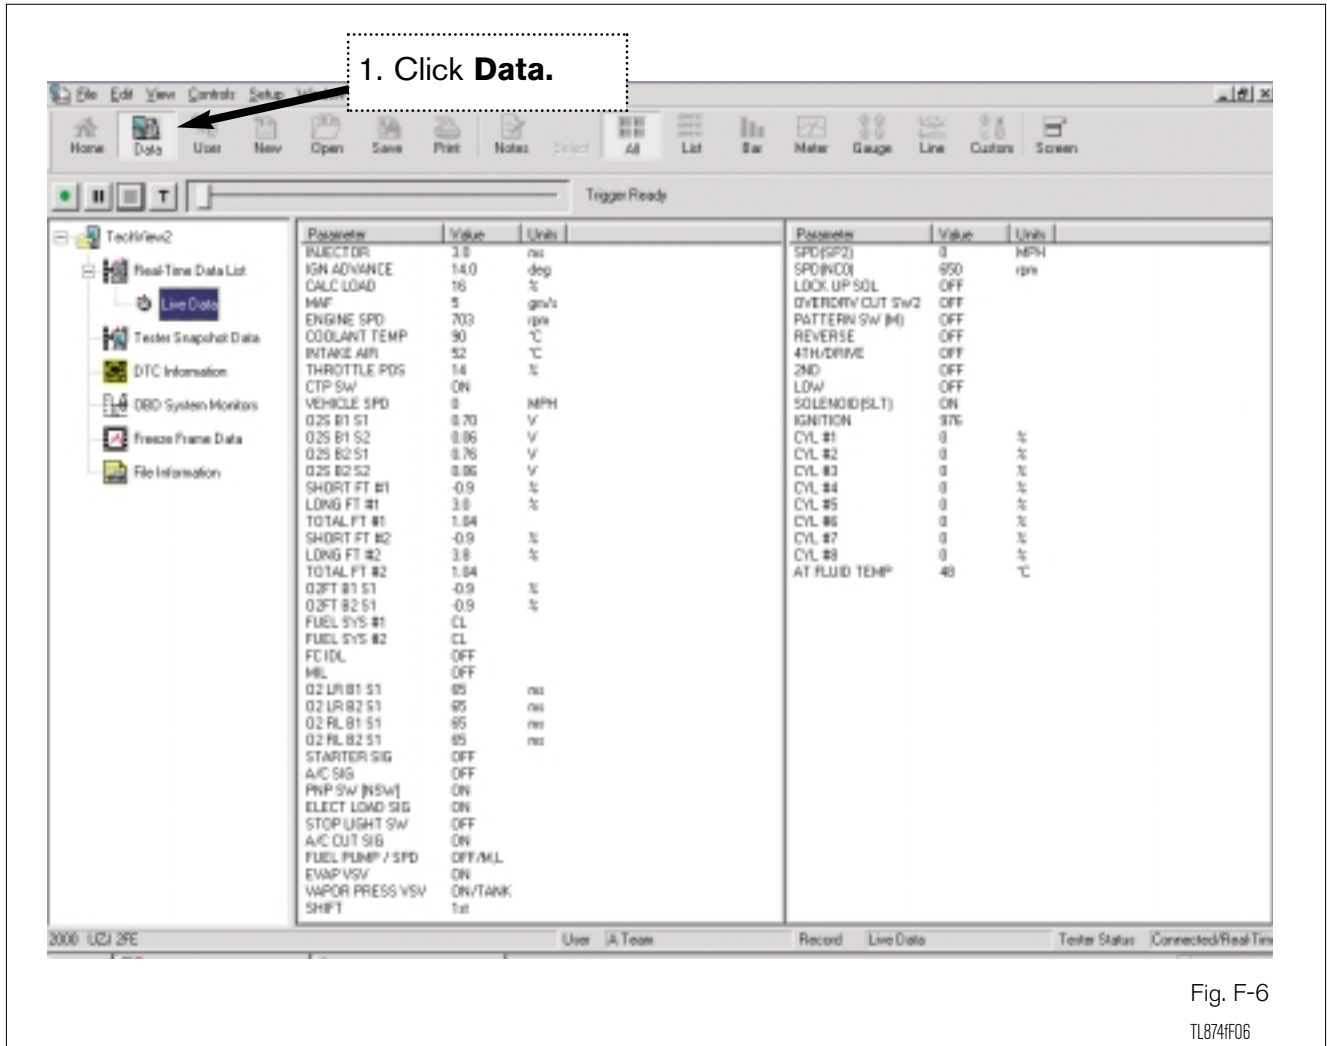 1. Click Data.
File Edit View Controls Setup
Home Data User New Open Save Print Notes Select All List Bar Meter Gauge Line Custom Screen
T Trigger Ready
TechView2
Real-Time Data List
Live Data
Tester Snapshot Data
DTC Information
OBD System Monitors
Freeze Frame Data
File Information
Parameter Value Units
INJECTOR 3.0 ms
IGN ADVANCE 14.0 deg
CALC LOAD 16 %
MAF 5 gm/s
ENGINE SPD 703 rpm
COOLANT TEMP 90 °C
INTAKE AIR 52 °C
THROTTLE POS 14 %
CTP SW ON
VEHICLE SPD 0 MPH
O2S B1 S1 0.70 V
O2S B1 S2 0.06 V
O2S B2 S1 0.76 V
O2S B2 S2 0.06 V
SHORT FT #1 -0.9 %
LONG FT #1 3.8 %
TOTAL FT #1 1.04
SHORT FT #2 -0.9 %
LONG FT #2 3.8 %
TOTAL FT #2 1.04
O2FT B1 S1 -0.9 %
O2FT B2 S1 -0.9 %
FUEL SYS #1 CL
FUEL SYS #2 CL
FC IDL OFF
MIL OFF
O2 LR B1 S1 65 ms
O2 LR B2 S1 65 ms
O2 RL B1 S1 65 ms
O2 RL B2 S1 65 ms
STARTER SIG OFF
A/C SIG OFF
PNP SW [NSW] ON
ELECT LOAD SIG ON
STOP LIGHT SW OFF
A/C CUT SIG ON
FUEL PUMP / SPD OFF/M,L
EVAP VSV ON
VAPOR PRESS VSV ON/TANK
SHIFT 1st
Parameter Value Units
SPD(SP2) 0 MPH
SPD(NC0) 650 rpm
LOCK UP SOL OFF
OVERDRV CUT SW2 OFF
PATTERN SW (M) OFF
REVERSE OFF
4TH/DRIVE OFF
2ND OFF
LOW OFF
SOLENOID(SLT) ON
IGNITION 976
CYL #1 0 %
CYL #2 0 %
CYL #3 0 %
CYL #4 0 %
CYL #5 0 %
CYL #6 0 %
CYL #7 0 %
CYL #8 0 %
AT FLUID TEMP 48 °C
2000 UZJ 2FE User A Team Record Live Data Tester Status Connected/Real-Time
Fig. F-6
TL874fF06